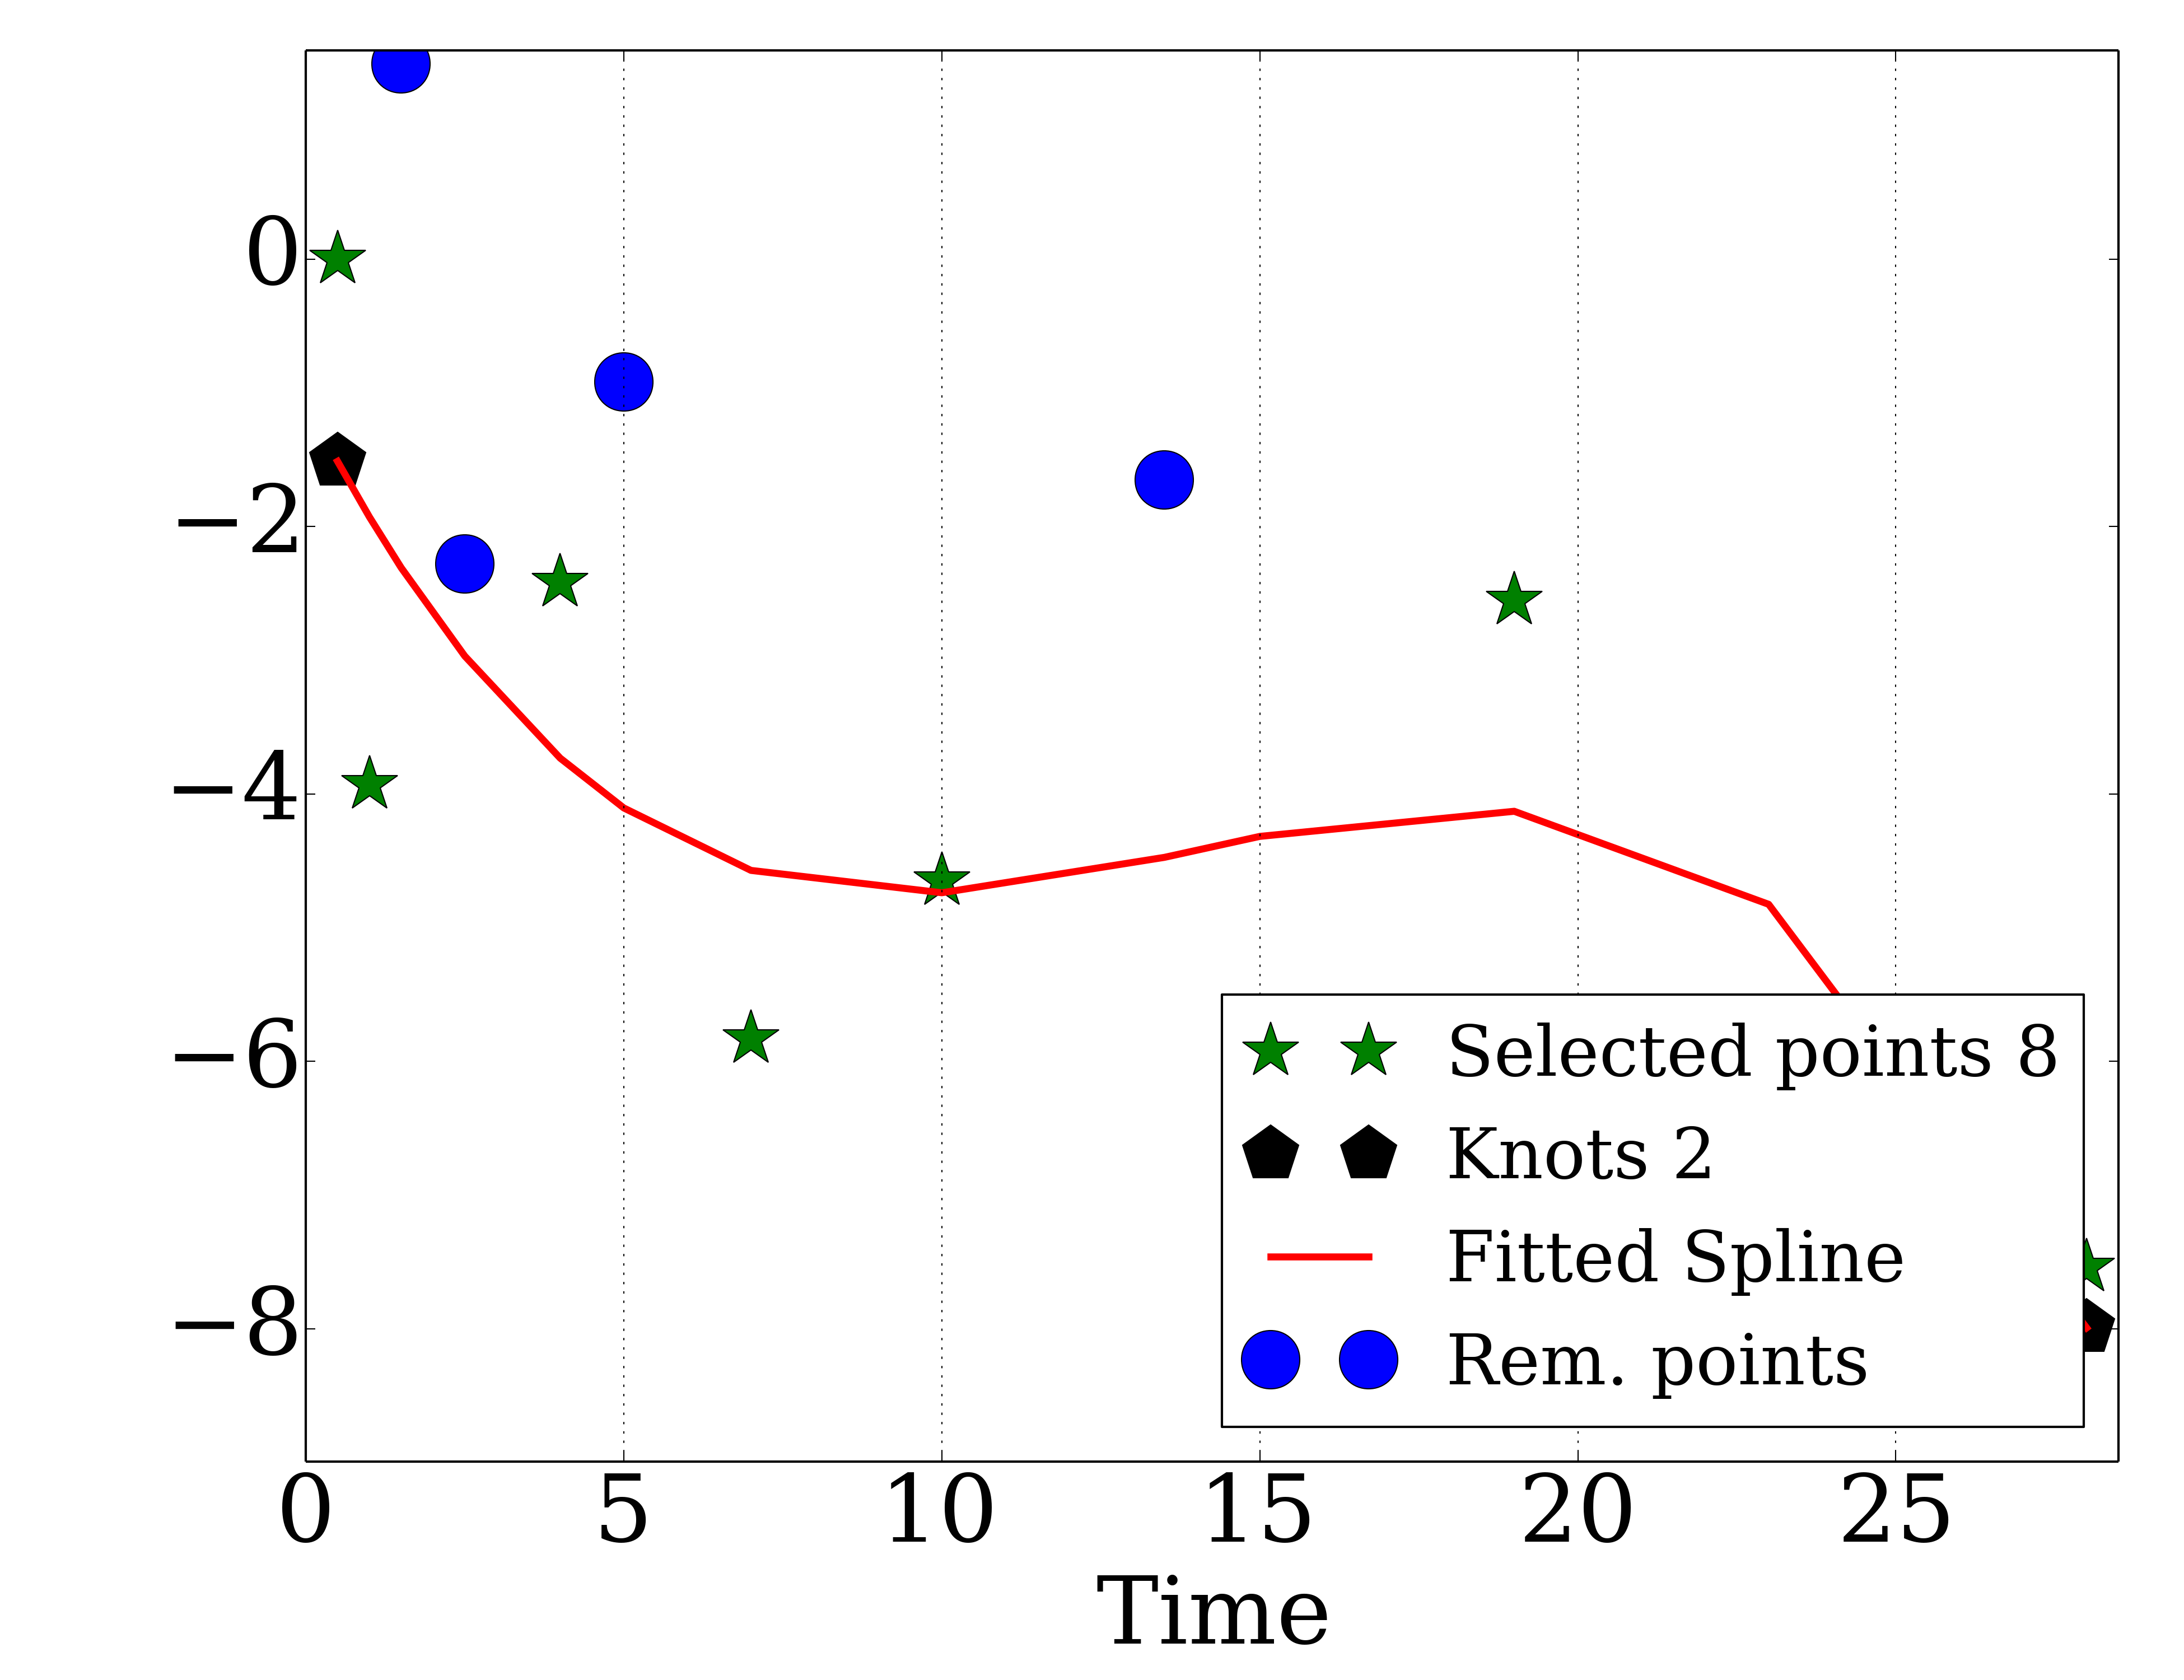 0
−2
−4
−6
−8
Selected points 8
Knots 2
Fitted Spline
Rem. points
0 5 10 15 20 25
Time